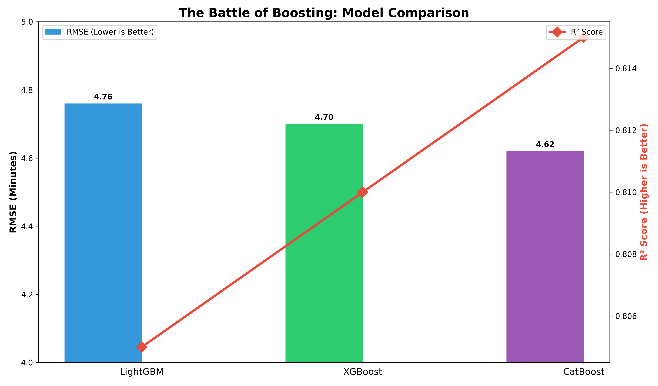 The Battle of Boosting: Model Comparison
RMSE (Lower is Better)
R² Score
5.0
4.8
4.6
4.4
4.2
4.0
RMSE (Minutes)
4.76
4.70
4.62
0.814
0.812
0.810
0.808
0.806
R² Score (Higher is Better)
LightGBM
XGBoost
CatBoost